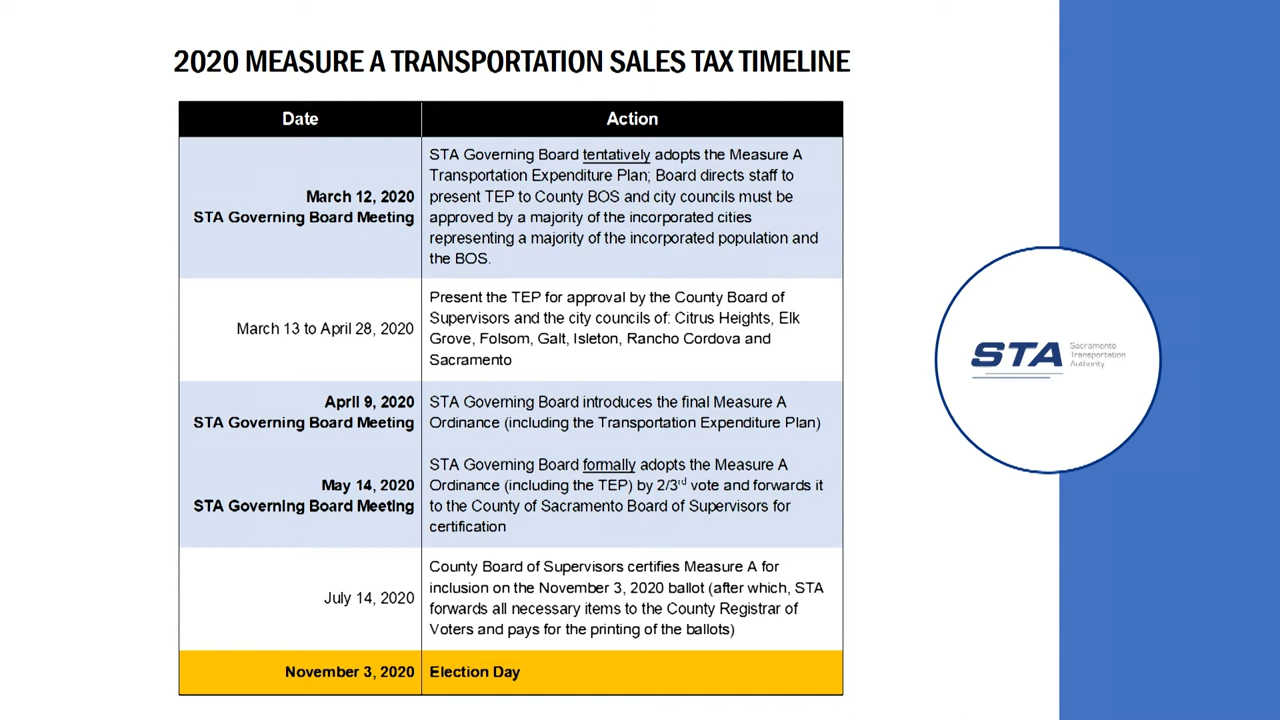 2020 MEASURE A TRANSPORTATION SALES TAX TIMELINE
Date
Action
March 12, 2020
STA Governing Board Meeting
STA Governing Board tentatively adopts the Measure A
Transportation Expenditure Plan; Board directs staff to
present TEP to County BOS and city councils must be
approved by a majority of the incorporated cities
representing a majority of the incorporated population and
the BOS.
March 13 to April 28, 2020
Present the TEP for approval by the County Board of
Supervisors and the city councils of: Citrus Heights, Elk
Grove, Folsom, Galt, Isleton, Rancho Cordova and
Sacramento
April 9, 2020
STA Governing Board Meeting
STA Governing Board introduces the final Measure A
Ordinance (including the Transportation Expenditure Plan)
May 14, 2020
STA Governing Board Meeting
STA Governing Board formally adopts the Measure A
Ordinance (including the TEP) by 2/3rd vote and forwards it
to the County of Sacramento Board of Supervisors for
certification
July 14, 2020
County Board of Supervisors certifies Measure A for
inclusion on the November 3, 2020 ballot (after which, STA
forwards all necessary items to the County Registrar of
Voters and pays for the printing of the ballots)
November 3, 2020
Election Day
STA
Sacramento
Transportation
Authority